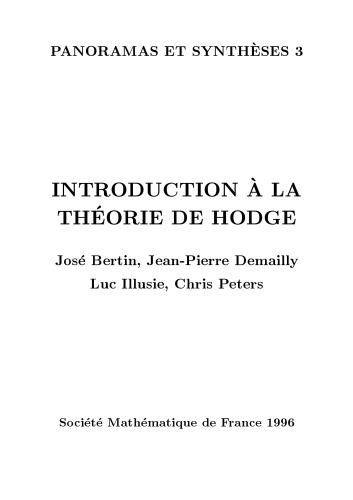 PANORAMAS ET SYNTHÈSES 3
INTRODUCTION À LA
THÉORIE DE HODGE
José Bertin, Jean-Pierre Demailly
Luc Illusie, Chris Peters
Société Mathématique de France 1996